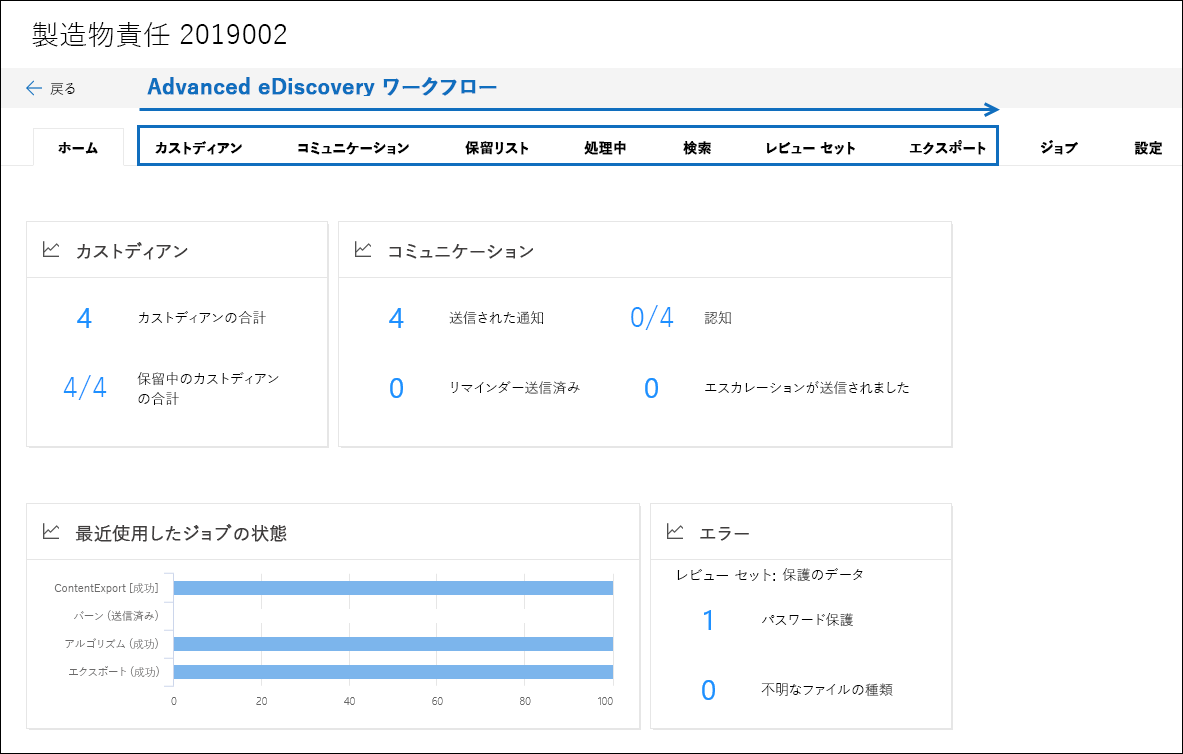 製造物責任 2019002
戻る
Advanced eDiscovery ワークフロー
ホーム カストディアン コミュニケーション 保留リスト 処理中 検索 レビュー セット エクスポート ジョブ 設定
カストディアン
4 カストディアンの合計
4/4 保留中のカストディアン
の合計
コミュニケーション
4 送信された通知 0/4 認知
0 リマインダー送信済み 0 エスカレーションが送信されました
最近使用したジョブの状態
ContentExport [成功]
バーン (送信済み)
アルゴリズム (成功)
エクスポート (成功)
0 20 40 60 80 100
エラー
レビュー セット: 保護のデータ
1 パスワード保護
0 不明なファイルの種類